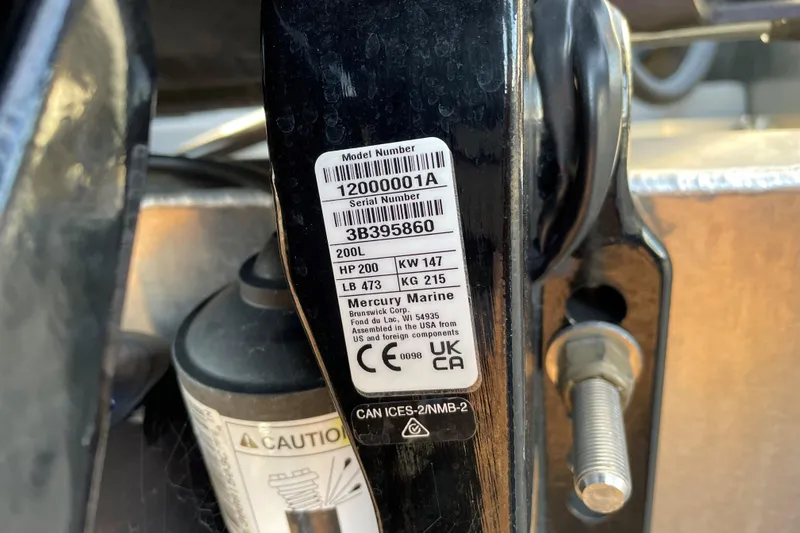 Model Number
12000001A
Serial Number
3B395860
200L
HP 200 KW 147
LB 473 KG 215
Mercury Marine
Brunswick Corp.
Fond du Lac, WI 54935
Assembled in the USA from
US and foreign components
CE 0098 UK
CA
CAN ICES-2/NMB-2
CAUTION